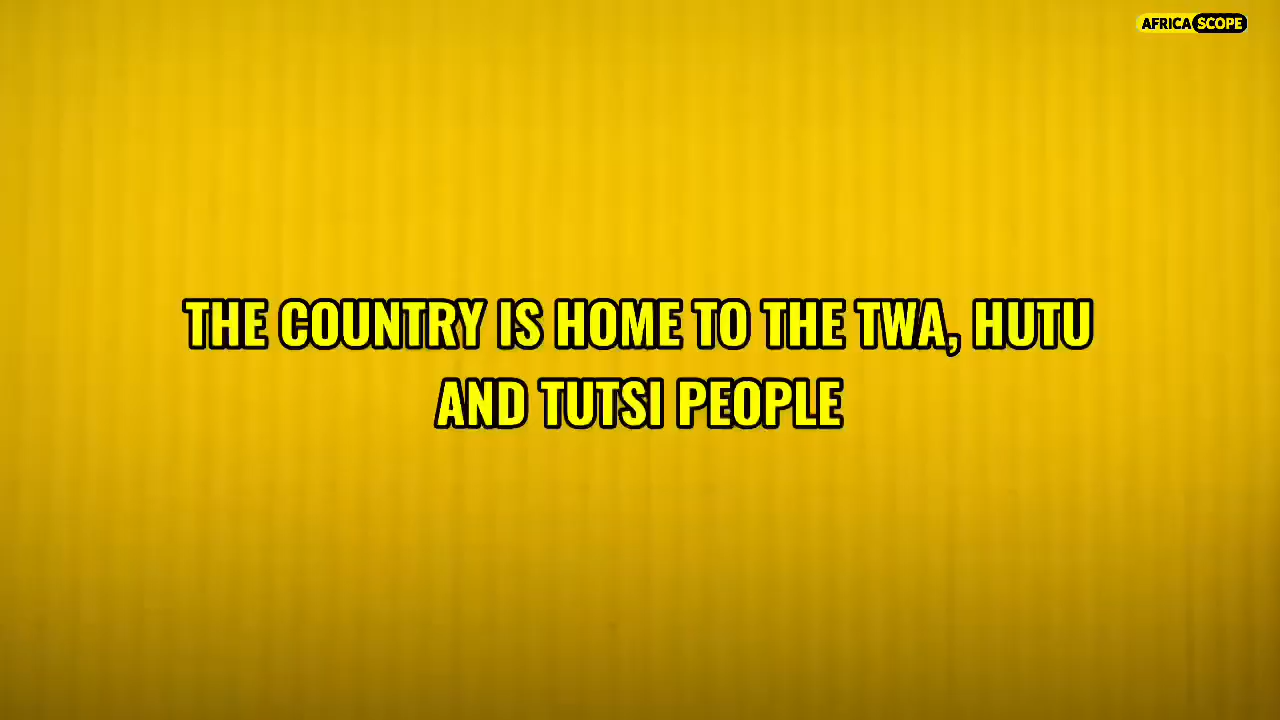 AFRICA SCOPE
THE COUNTRY IS HOME TO THE TWA, HUTU
AND TUTSI PEOPLE